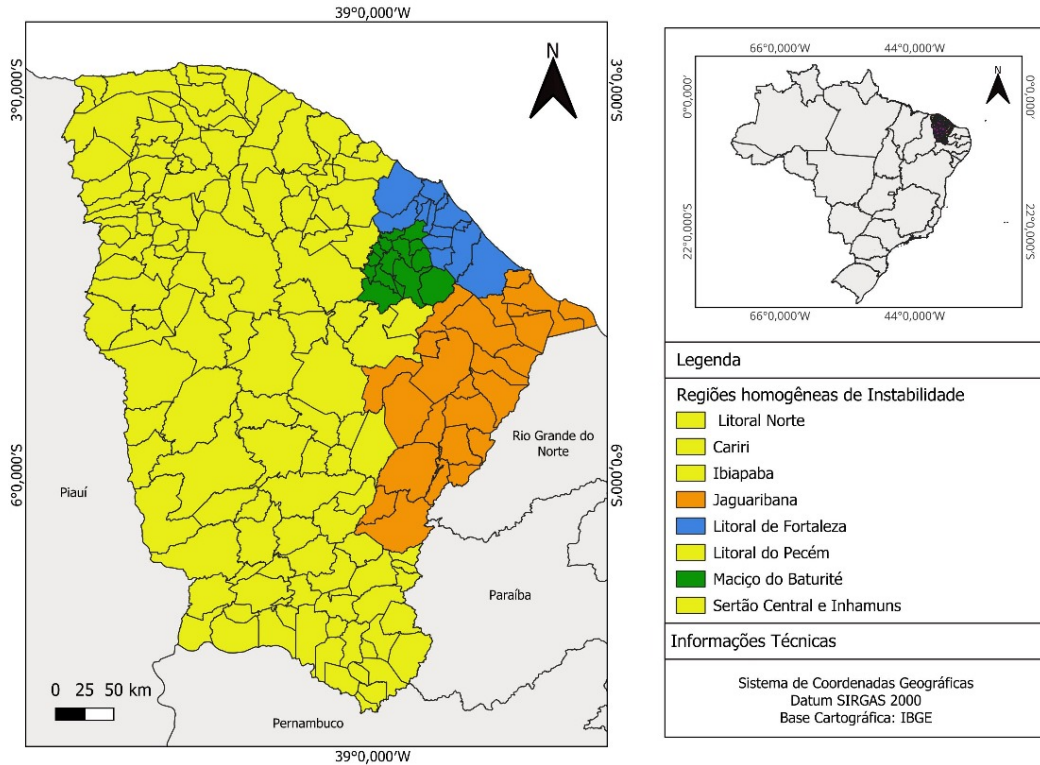 39°0,000'W
3°0,000'S
3°0,000'S
N
Rio Grande do
Norte
Piauí
6°0,000'S
6°0,000'S
Paraíba
0 25 50 km
Pernambuco
39°0,000'W
66°0,000'W 44°0,000'W
N
0°0,000'
0°0,000'
22°0,000'S
22°0,000'S
66°0,000'W 44°0,000'W
Legenda
Regiões homogêneas de Instabilidade
Litoral Norte
Cariri
Ibiapaba
Jaguaribana
Litoral de Fortaleza
Litoral do Pecém
Maciço do Baturité
Sertão Central e Inhamuns
Informações Técnicas
Sistema de Coordenadas Geográficas
Datum SIRGAS 2000
Base Cartográfica: IBGE